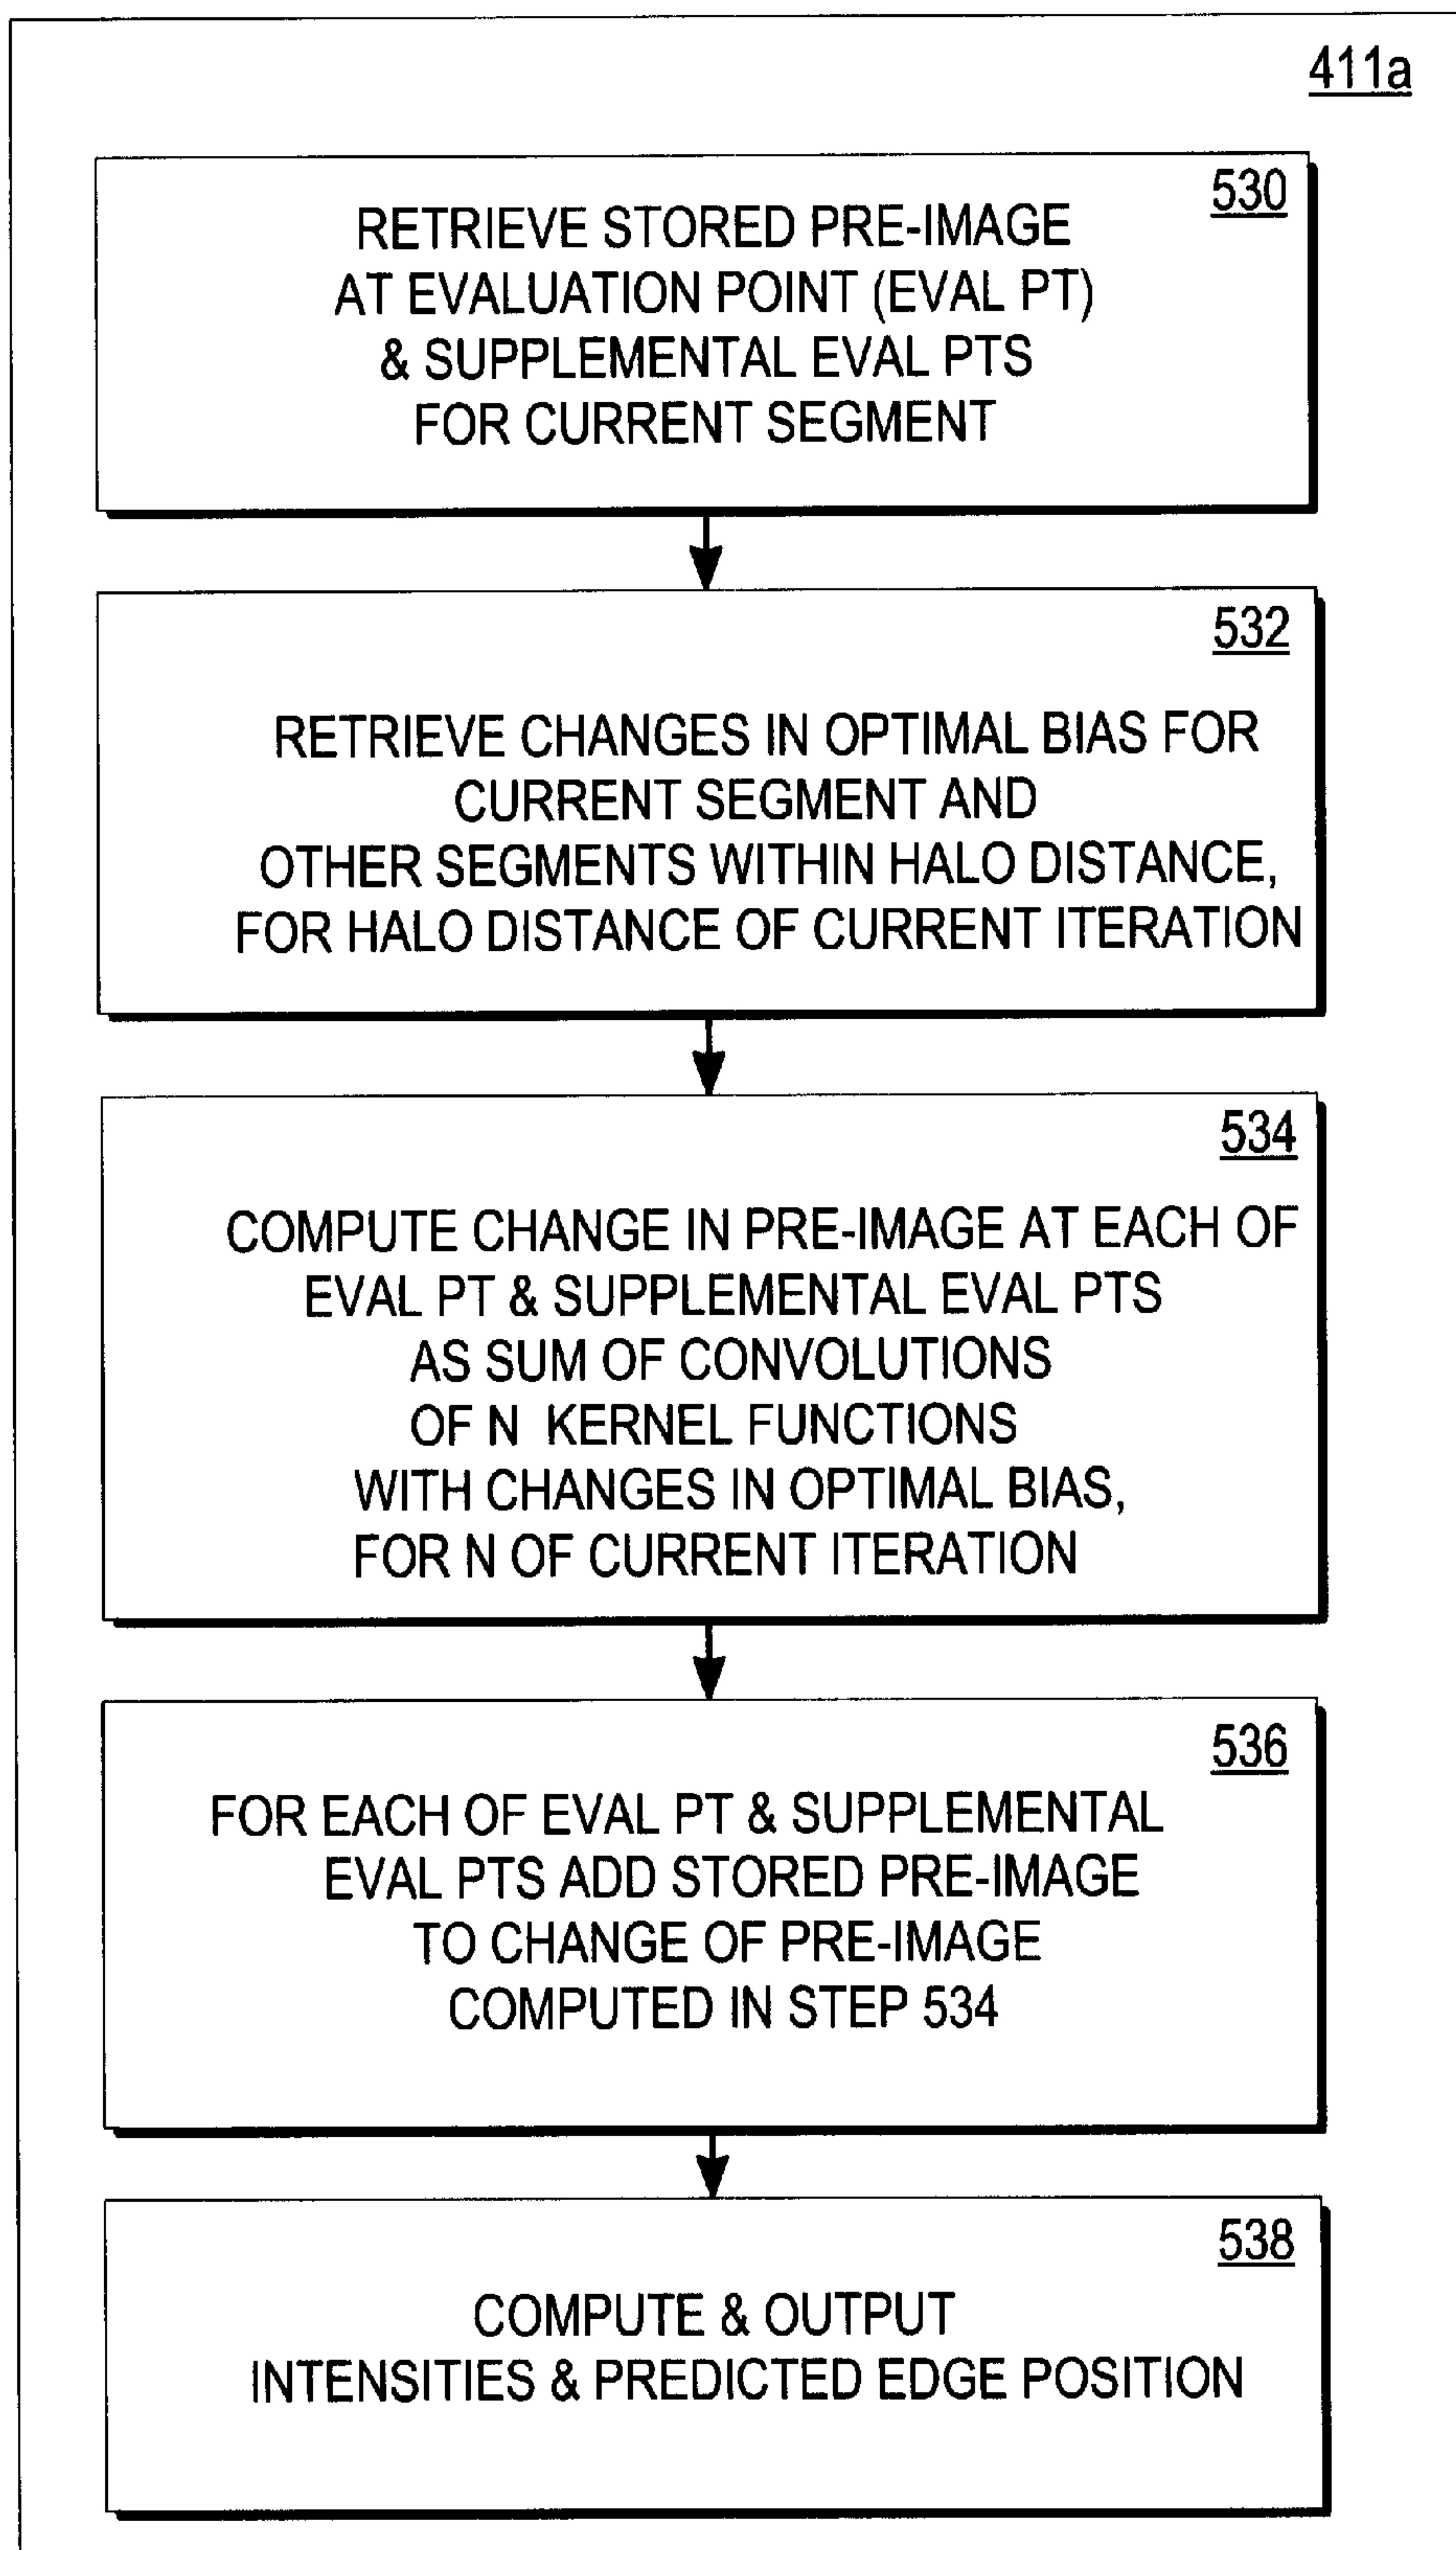 411a
530
RETRIEVE STORED PRE-IMAGE
AT EVALUATION POINT (EVAL PT)
& SUPPLEMENTAL EVAL PTS
FOR CURRENT SEGMENT
532
RETRIEVE CHANGES IN OPTIMAL BIAS FOR
CURRENT SEGMENT AND
OTHER SEGMENTS WITHIN HALO DISTANCE,
FOR HALO DISTANCE OF CURRENT ITERATION
534
COMPUTE CHANGE IN PRE-IMAGE AT EACH OF
EVAL PT & SUPPLEMENTAL EVAL PTS
AS SUM OF CONVOLUTIONS
OF N KERNEL FUNCTIONS
WITH CHANGES IN OPTIMAL BIAS,
FOR N OF CURRENT ITERATION
536
FOR EACH OF EVAL PT & SUPPLEMENTAL
EVAL PTS ADD STORED PRE-IMAGE
TO CHANGE OF PRE-IMAGE
COMPUTED IN STEP 534
538
COMPUTE & OUTPUT
INTENSITIES & PREDICTED EDGE POSITION